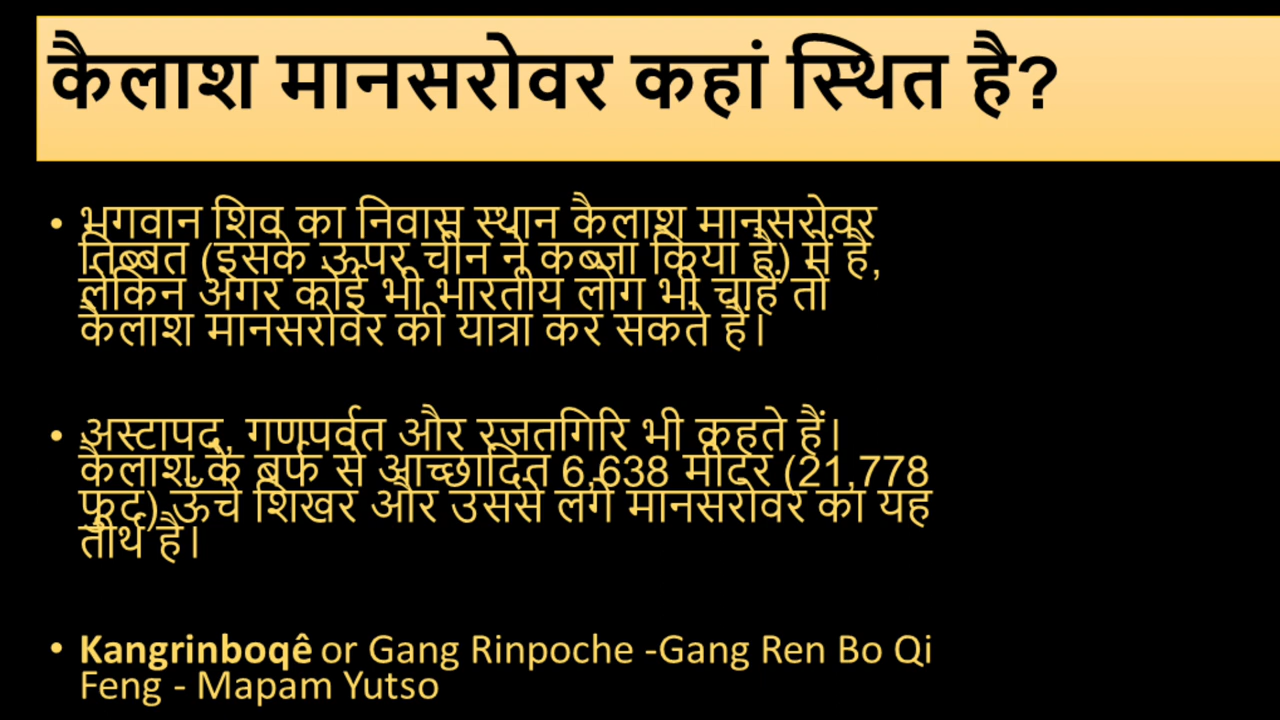 कैलाश मानसरोवर कहां स्थित है?
• भगवान शिव का निवास स्थान कैलाश मानसरोवर
तिब्बत (इसके ऊपर चीन ने कब्जा किया है) में है,
लेकिन अगर कोई भी भारतीय लोग भी चाहें तो
कैलाश मानसरोवर की यात्रा कर सकते हैं।
• अस्टापद, गणपर्वत और रजतगिरि भी कहते हैं।
कैलाश के बर्फ से आच्छादित 6,638 मीटर (21,778
फुट) ऊँचे शिखर और उससे लगे मानसरोवर का यह
तीर्थ है।
• Kangrinboqê or Gang Rinpoche -Gang Ren Bo Qi
Feng - Mapam Yutso